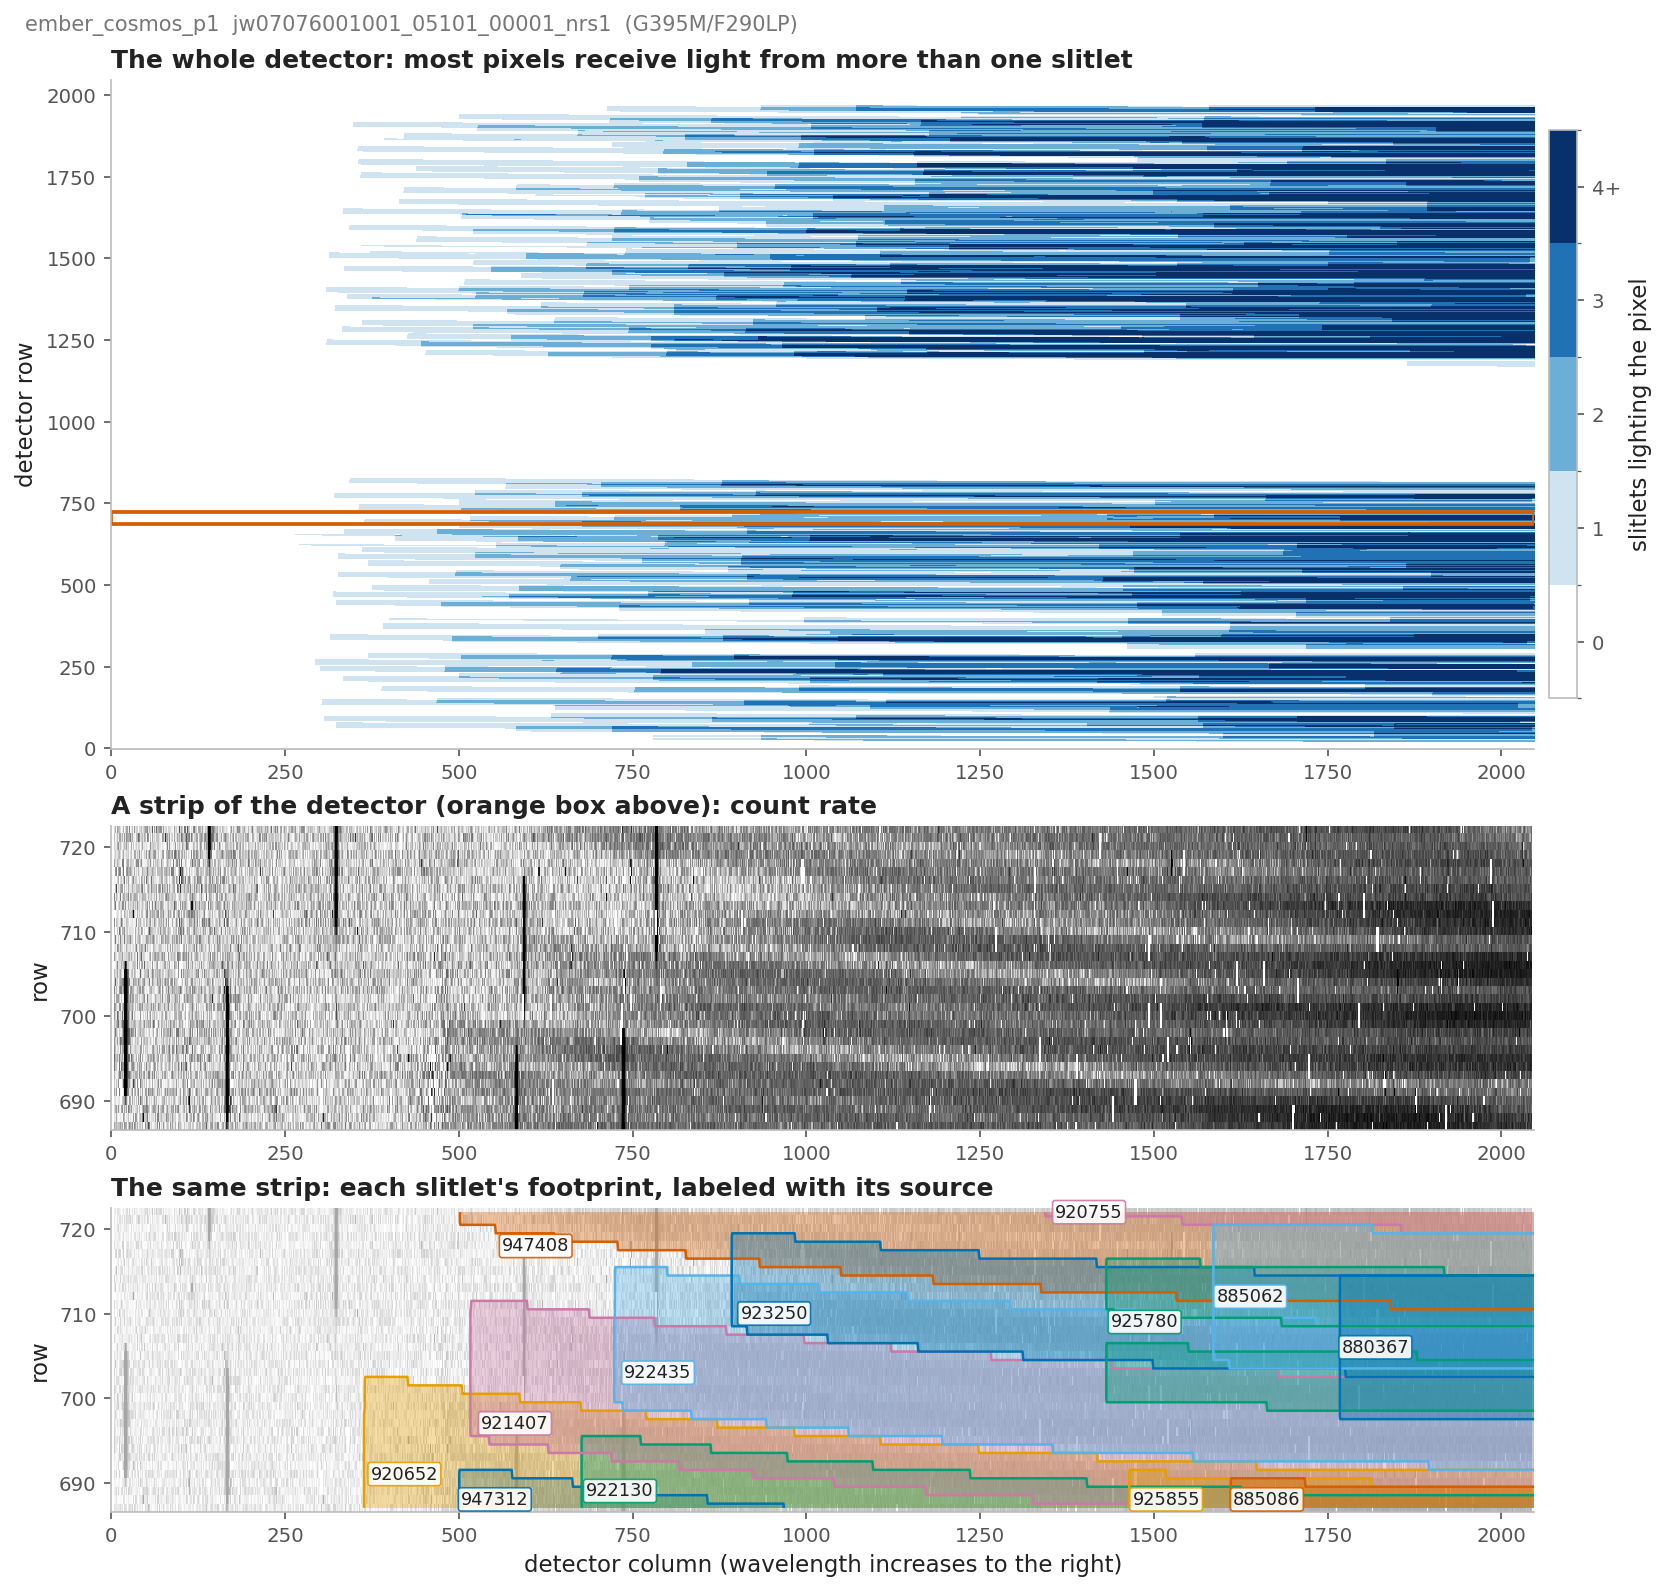 ember_cosmos_p1 jw07076001001_05101_00001_nrs1 (G395M/F290LP)
The whole detector: most pixels receive light from more than one slitlet
2000
1750
1500
1250
1000
750
500
250
0
detector row
0 250 500 750 1000 1250 1500 1750 2000
4+
3
2
1
0
slitlets lighting the pixel
A strip of the detector (orange box above): count rate
720
710
700
690
row
0 250 500 750 1000 1250 1500 1750 2000
The same strip: each slitlet's footprint, labeled with its source
720
710
700
690
row
920755
947408
885062
923250
925780
880367
922435
921407
920652
922130
947312
925855
885086
0 250 500 750 1000 1250 1500 1750 2000
detector column (wavelength increases to the right)